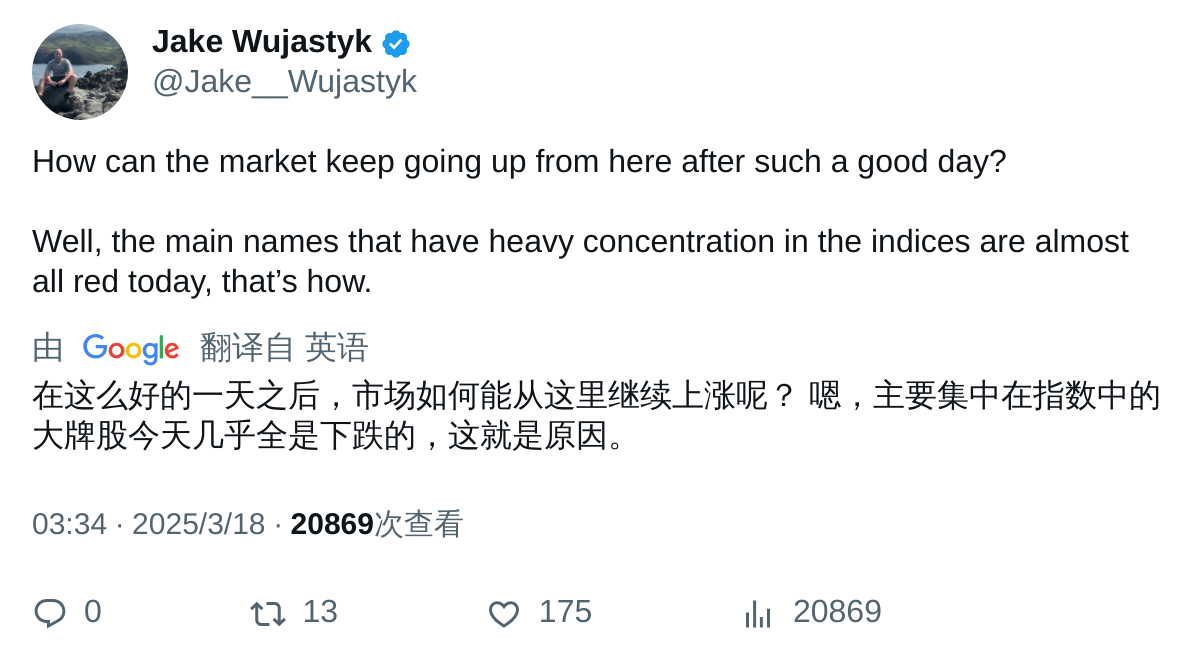 Jake Wujastyk
@Jake__Wujastyk
How can the market keep going up from here after such a good day?
Well, the main names that have heavy concentration in the indices are almost
all red today, that’s how.
由 Google 翻译自 英语
在这么好的一天之后，市场如何能从这里继续上涨呢？ 嗯，主要集中在指数中的
大牌股今天几乎全是下跌的，这就是原因。
03:34 · 2025/3/18 · 20869次查看
0 13 175 20869